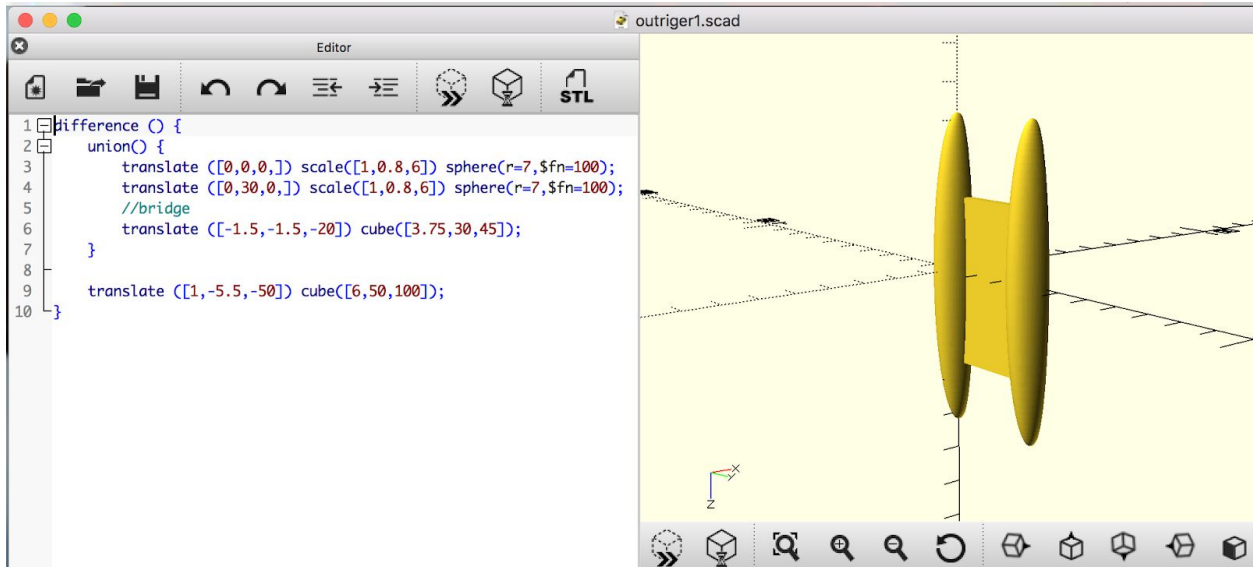 outriger1.scad
Editor
STL
1 difference () {
2 union() {
3 translate ([0,0,0,]) scale([1,0.8,6]) sphere(r=7,$fn=100);
4 translate ([0,30,0,]) scale([1,0.8,6]) sphere(r=7,$fn=100);
5 //bridge
6 translate ([-1.5,-1.5,-20]) cube([3.75,30,45]);
7 }
8
9 translate ([1,-5.5,-50]) cube([6,50,100]);
10 }
X
Y
Z